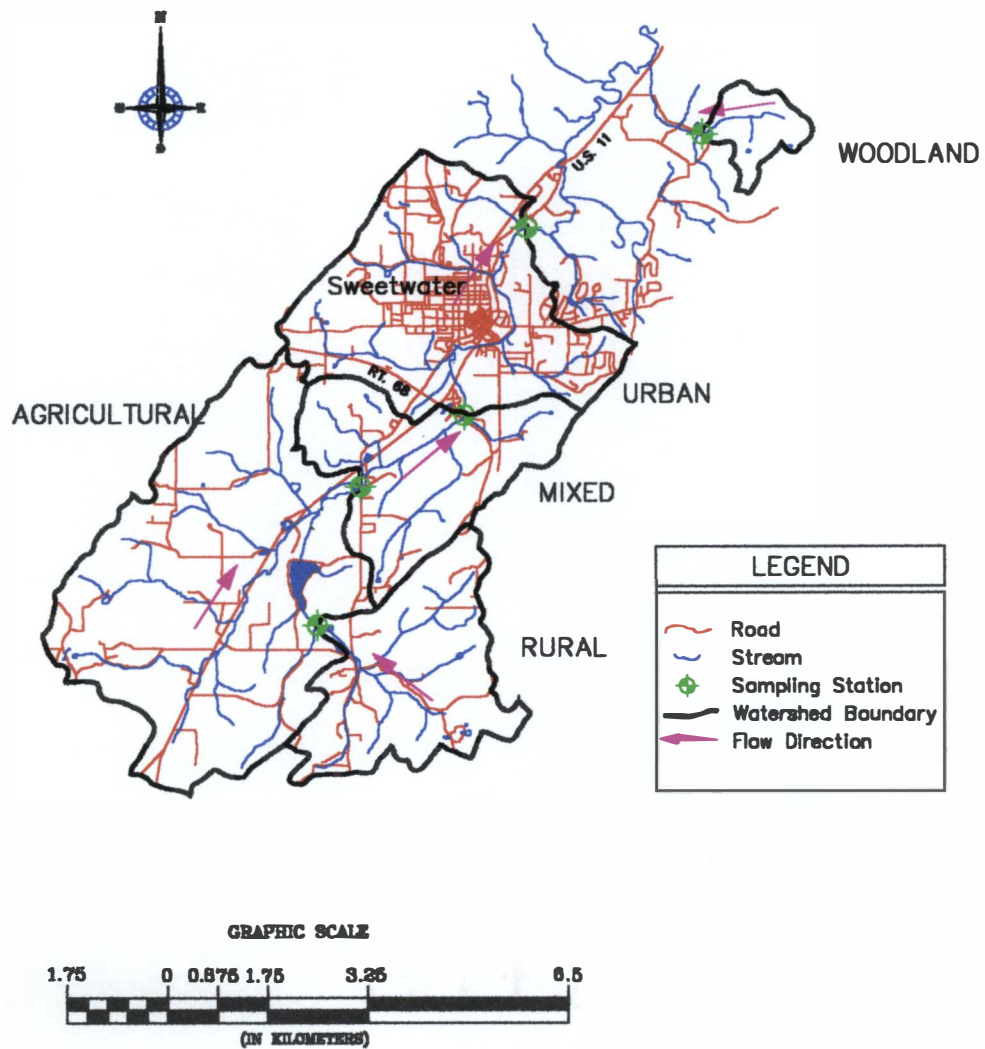 N
WOODLAND
U.S. 11
Sweetwater
RT. 68
URBAN
AGRICULTURAL
MIXED
RURAL
LEGEND
Road
Stream
Sampling Station
Watershed Boundary
Flow Direction
GRAPHIC SCALE
1.75 0 0.875 1.75 3.25 6.5
(IN KILOMETERS)